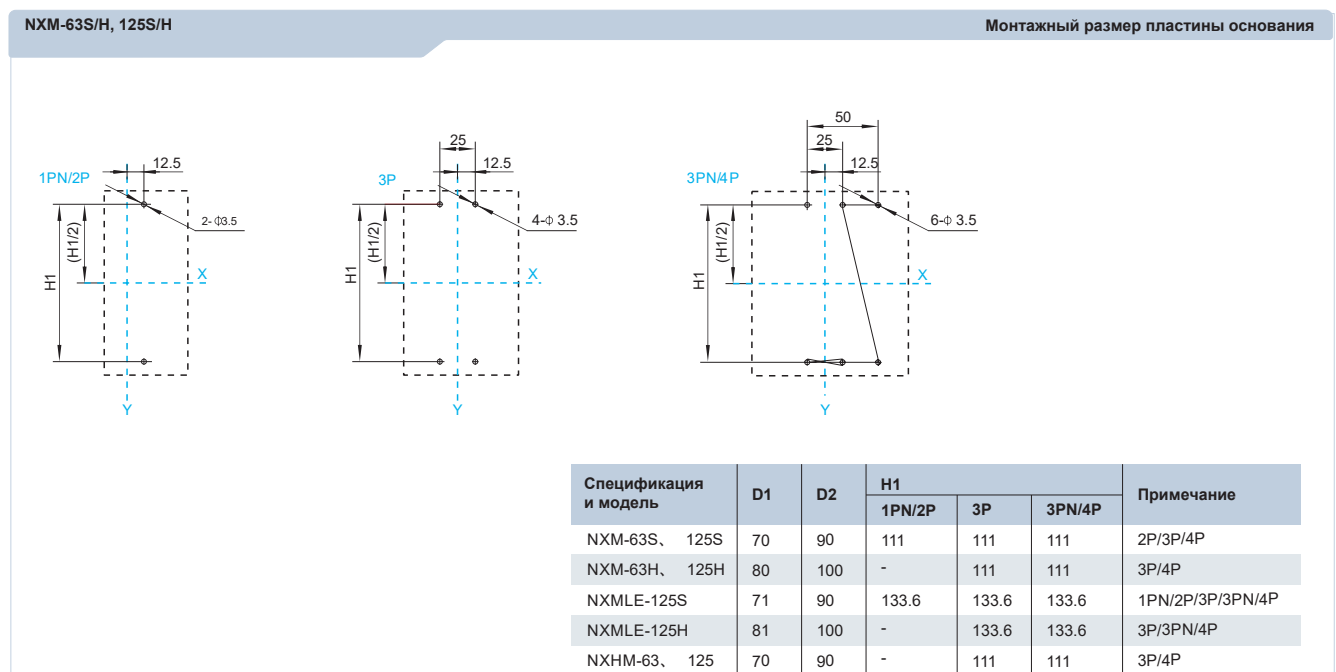 NXM-63S/H, 125S/H
Монтажный размер пластины основания
1PN/2P
12.5
2-Φ3.5
H1
(H1/2)
X
Y
3P
25
12.5
4-Φ 3.5
H1
(H1/2)
X
Y
3PN/4P
50
25
12.5
6-Φ 3.5
H1
(H1/2)
X
Y
Спецификация и модель D1 D2 H1 Примечание
1PN/2P 3P 3PN/4P
NXM-63S、 125S 70 90 111 111 111 2P/3P/4P
NXM-63H、 125H 80 100 - 111 111 3P/4P
NXMLE-125S 71 90 133.6 133.6 133.6 1PN/2P/3P/3PN/4P
NXMLE-125H 81 100 - 133.6 133.6 3P/3PN/4P
NXHM-63、 125 70 90 - 111 111 3P/4P